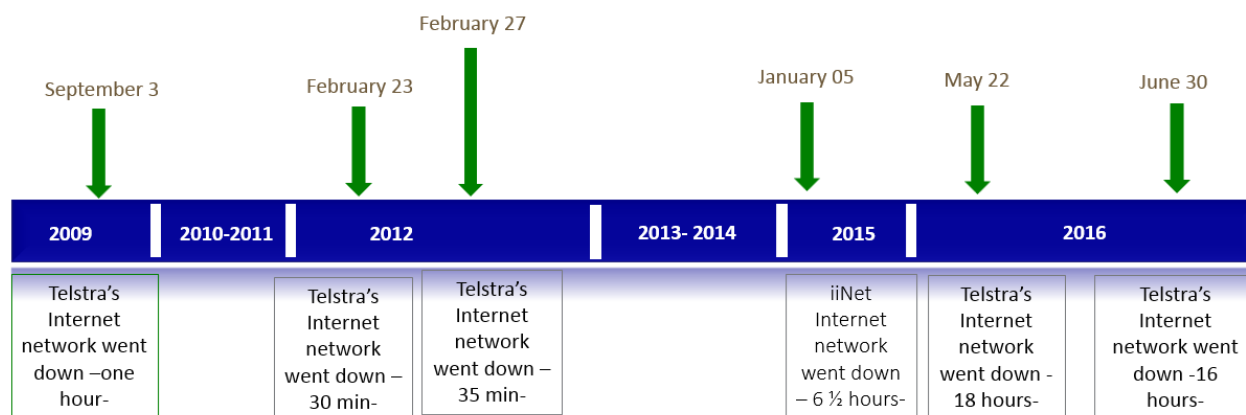 February 27
September 3
February 23
January 05
May 22
June 30
2009
2010-2011
2012
2013- 2014
2015
2016
Telstra’s
Internet
network went
down –one
hour-
Telstra’s
Internet
network
went down –
30 min-
Telstra’s
Internet
network
went down –
35 min-
iiNet
Internet
network
went down
– 6 ½ hours-
Telstra’s
Internet
network
went down -
18 hours-
Telstra’s
Internet
network went
down -16
hours-